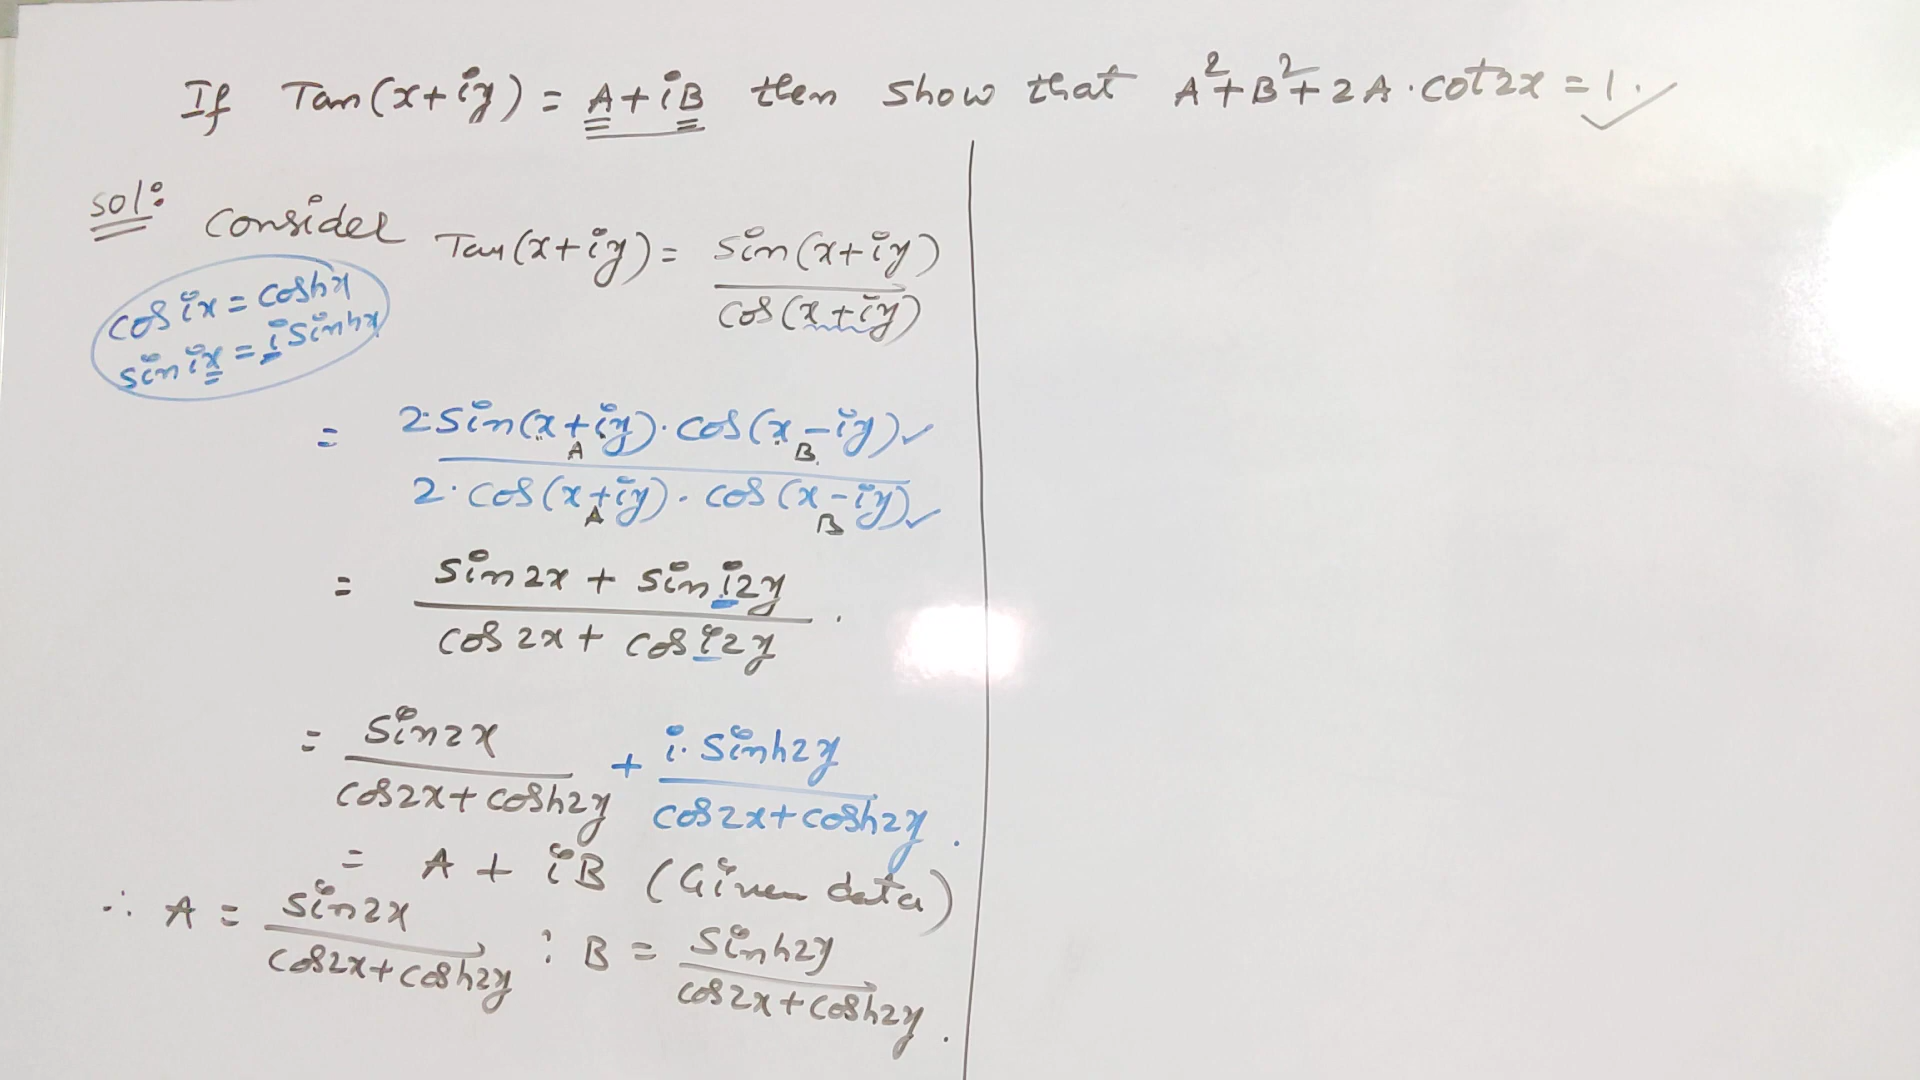 If Tan(x+iy) = A+iB then show that A²+B²+2A·cot2x = 1.
Sol:
Consider Tan(x+iy) = sin(x+iy) / cos(x+iy)
cos ix = coshx
sin ix = i sinhx
= 2·sin(x+iy)·cos(x-iy) / 2·cos(x+iy)·cos(x-iy)
A B
A B
= sin2x + sin i2y / cos2x + cos i2y .
= sin2x / cos2x+cosh2y + i·sinh2y / cos2x+cosh2y .
= A + iB (Given data)
∴ A = sin2x / cos2x+cosh2y ; B = sinh2y / cos2x+cosh2y .